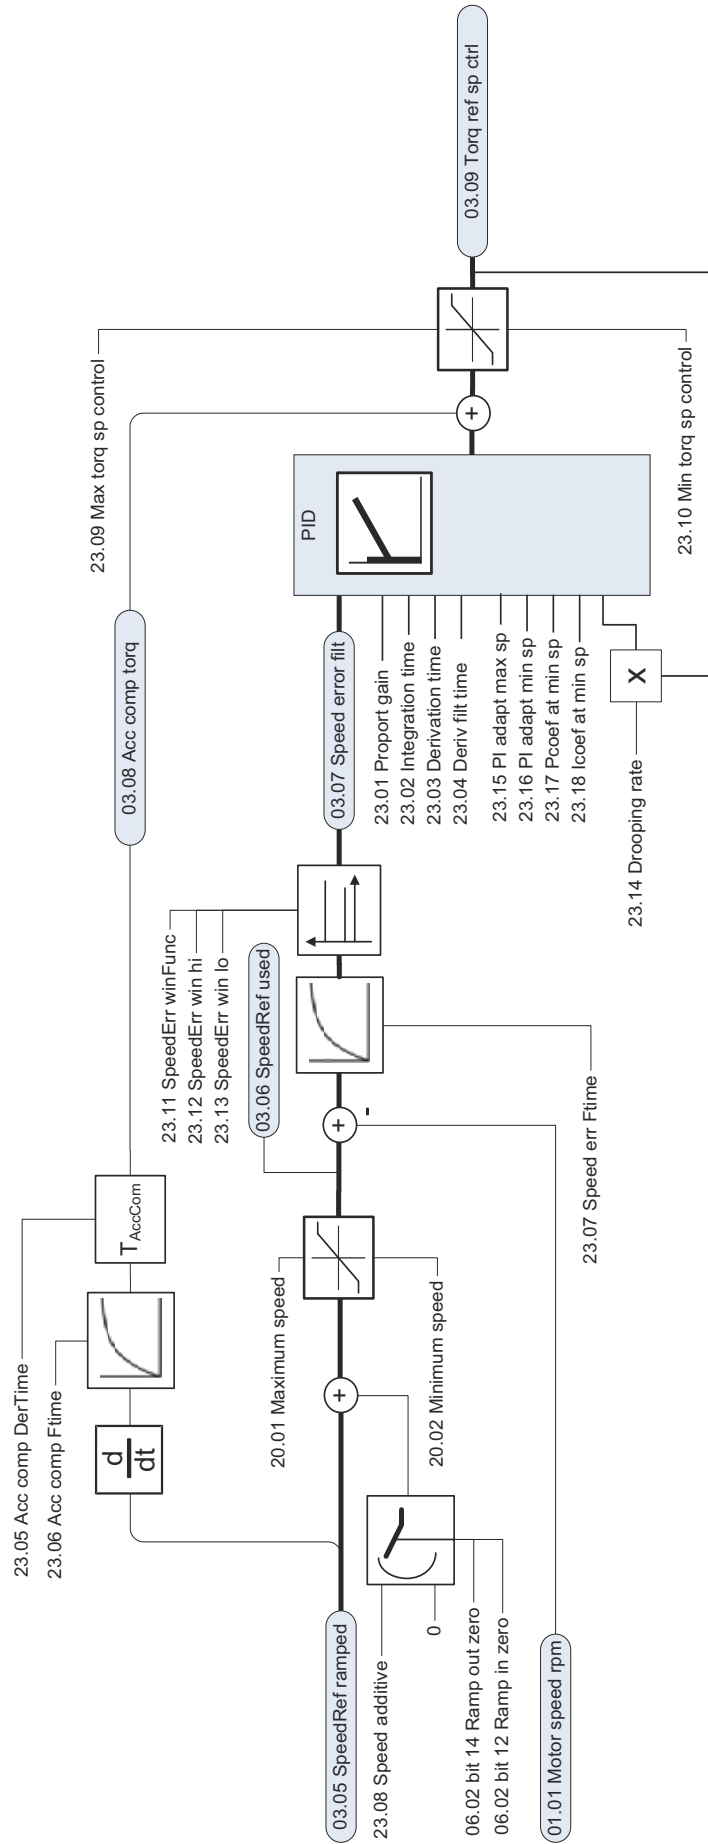 23.05 Acc comp DerTime
23.06 Acc comp Ftime
d
dt
T AccCom
03.08 Acc comp torq
23.09 Max torq sp control
23.11 SpeedErr winFunc
23.12 SpeedErr win hi
23.13 SpeedErr win lo
03.06 SpeedRef used
20.01 Maximum speed
PID
03.05 SpeedRef ramped
+
+
-
03.07 Speed error filt
+
03.09 Torq ref sp ctrl
23.08 Speed additive
0
06.02 bit 14 Ramp out zero
06.02 bit 12 Ramp in zero
20.02 Minimum speed
01.01 Motor speed rpm
23.07 Speed err Ftime
23.01 Proport gain
23.02 Integration time
23.03 Derivation time
23.04 Deriv filt time
23.15 PI adapt max sp
23.16 PI adapt min sp
23.17 Pcoef at min sp
23.18 Icoef at min sp
X
23.14 Drooping rate
23.10 Min torq sp control